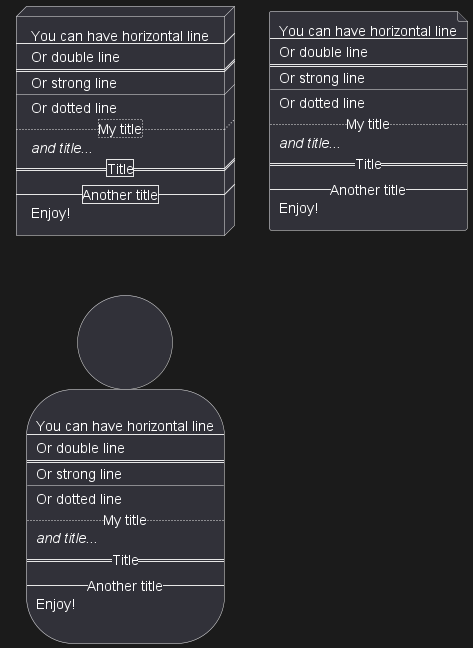 You can have horizontal line
Or double line
Or strong line
Or dotted line
My title
and title...
Title
Another title
Enjoy!
You can have horizontal line
Or double line
Or strong line
Or dotted line
My title
and title...
Title
Another title
Enjoy!
You can have horizontal line
Or double line
Or strong line
Or dotted line
My title
and title...
Title
Another title
Enjoy!